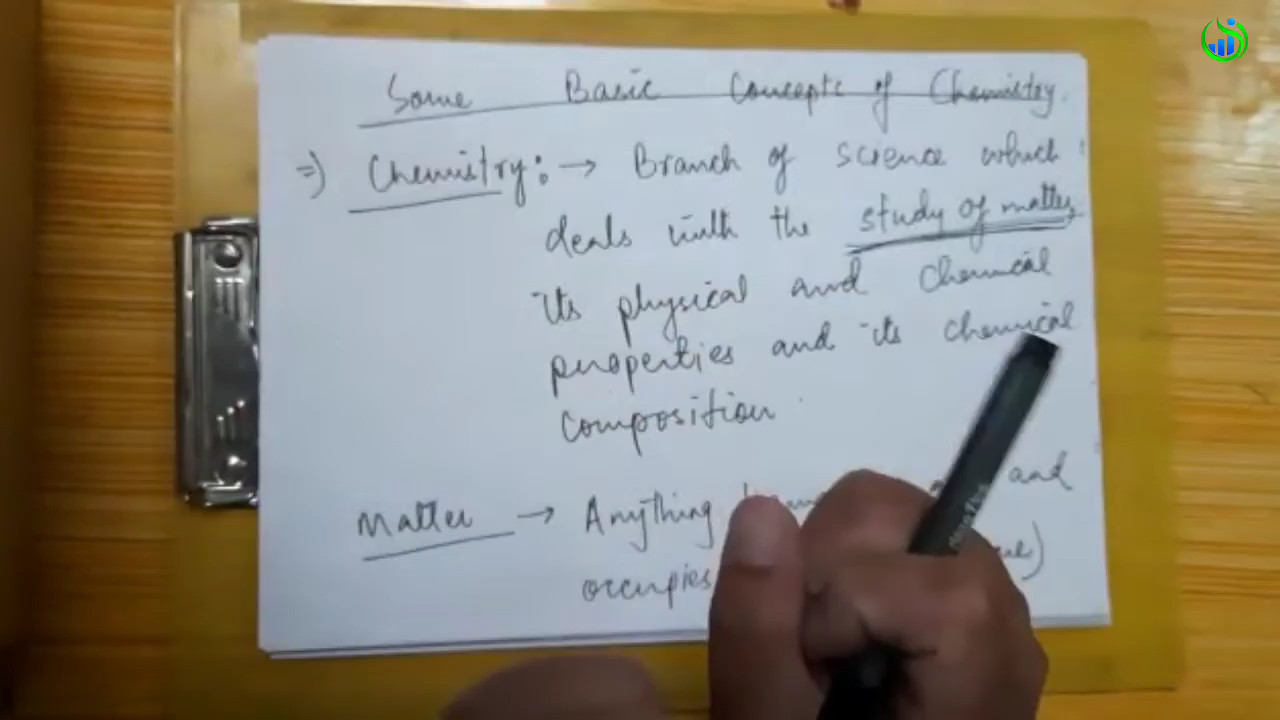 Some Basic Concepts of Chemistry.
⇒) Chemistry: → Branch of science which
deals with the study of matter,
its physical and chemical
properties and its chemical
composition.
Matter → Anything and
occupies